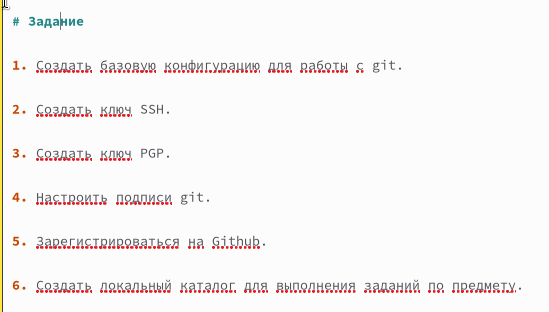 # Задание
1. Создать базовую конфигурацию для работы с git.
2. Создать ключ SSH.
3. Создать ключ PGP.
4. Настроить подписи git.
5. Зарегистрироваться на Github.
6. Создать локальный каталог для выполнения заданий по предмету.